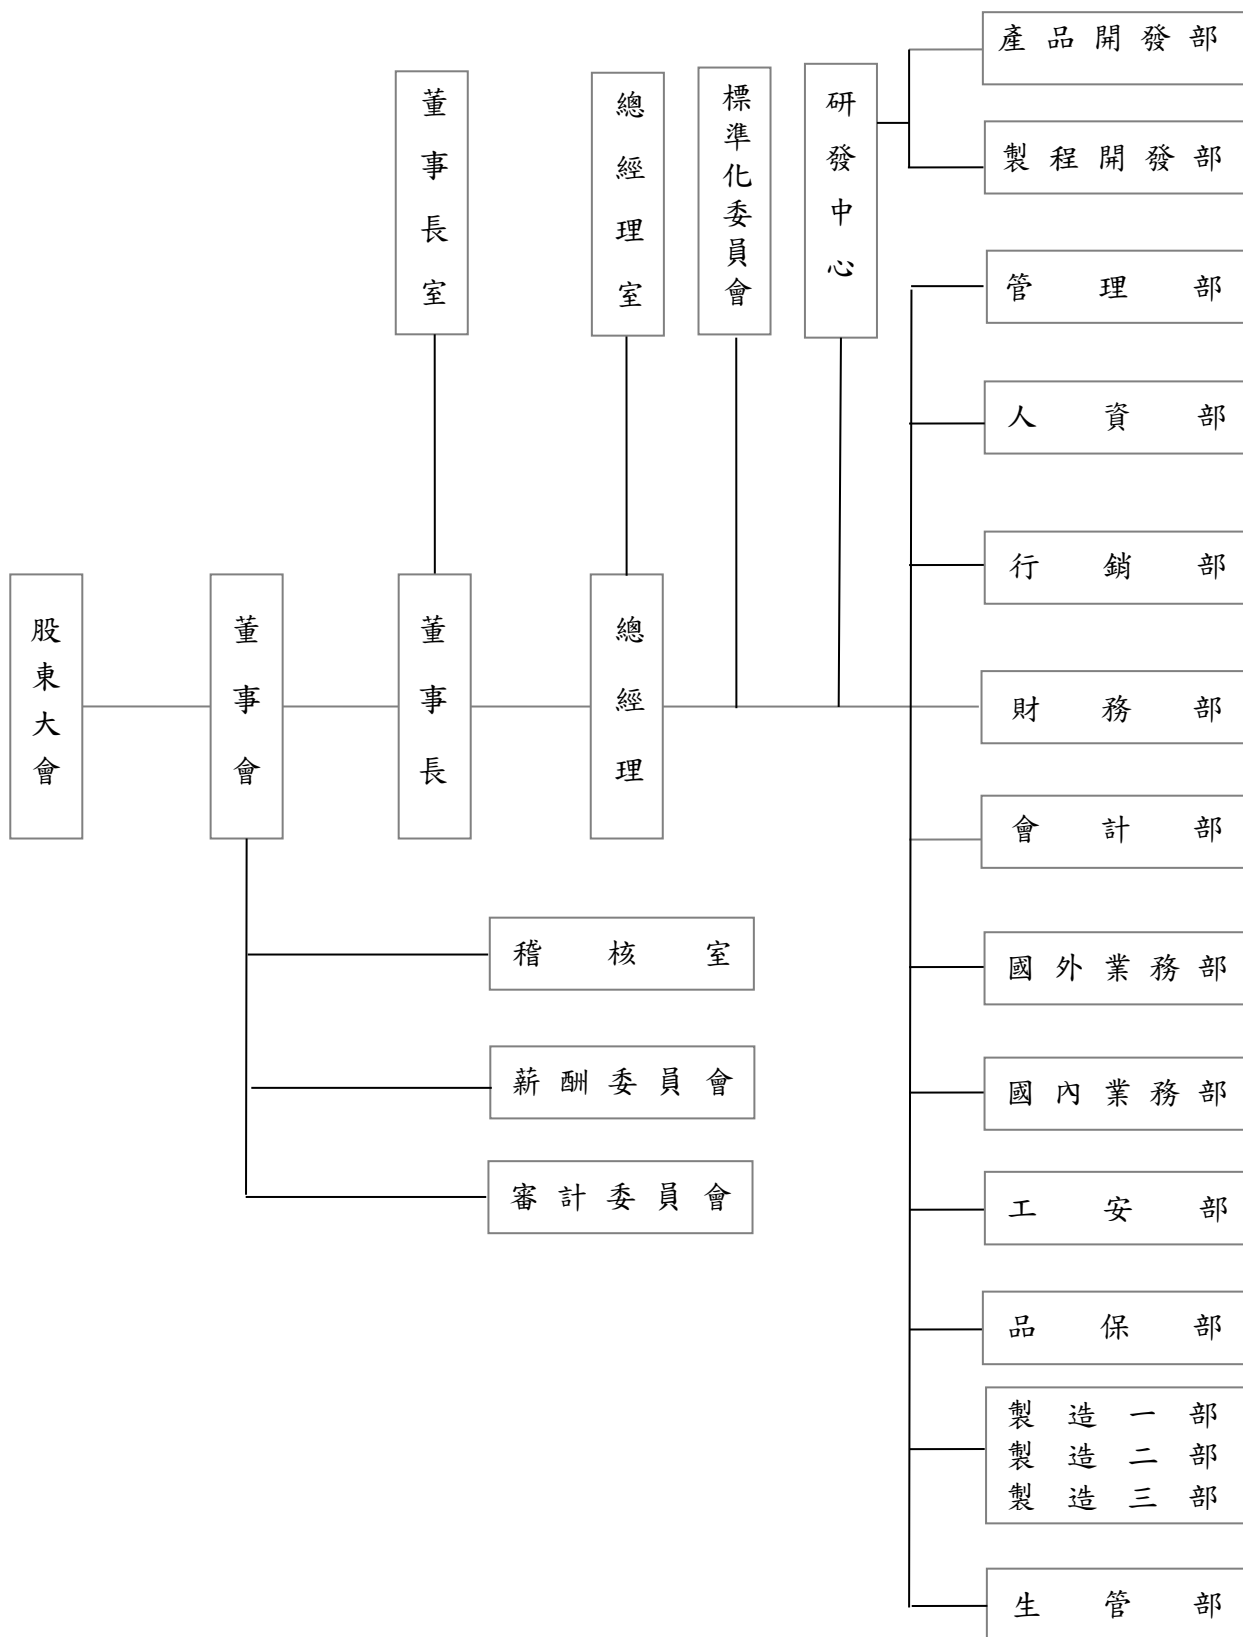 產品開發部
製程開發部
董事長室
總經理室
標準化委員會
研發中心
管理部
人資部
行銷部
股東大會
董事會
董事長
總經理
財務部
會計部
稽核室
國外業務部
薪酬委員會
國內業務部
審計委員會
工安部
品保部
製造一部
製造二部
製造三部
生管部